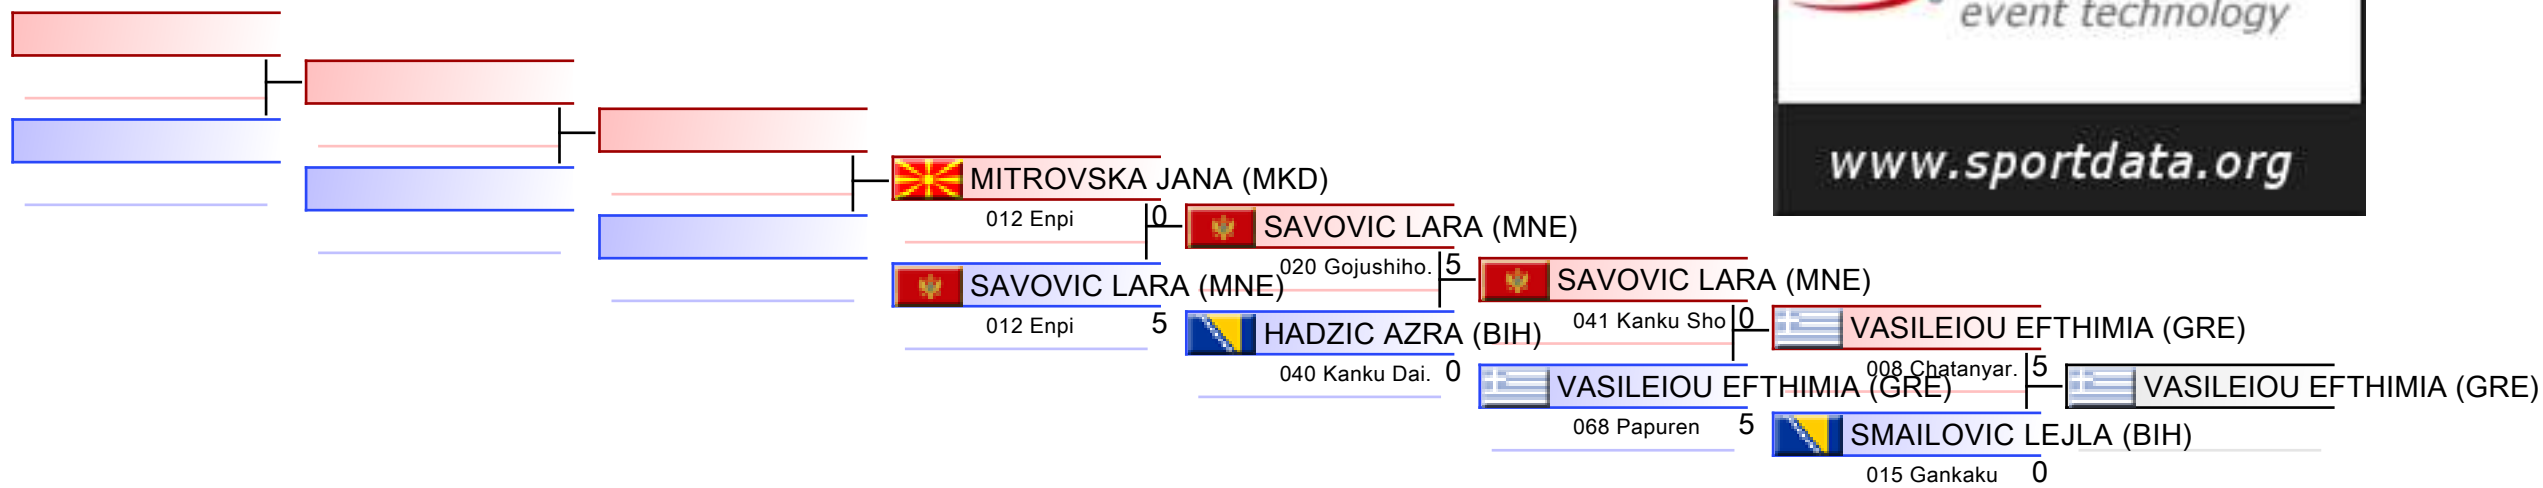 event technology
www.sportdata.org
MITROVSKA JANA (MKD)
012 Enpi 0
SAVOVIC LARA (MNE)
012 Enpi 5
SAVOVIC LARA (MNE)
020 Gojushiho. 5
HADZIC AZRA (BIH)
040 Kanku Dai. 0
SAVOVIC LARA (MNE)
041 Kanku Sho 0
VASILEIOU EFTHIMIA (GRE)
068 Papuren 5
VASILEIOU EFTHIMIA (GRE)
008 Chatanyar. 5
SMAILOVIC LEJLA (BIH)
015 Gankaku 0
VASILEIOU EFTHIMIA (GRE)